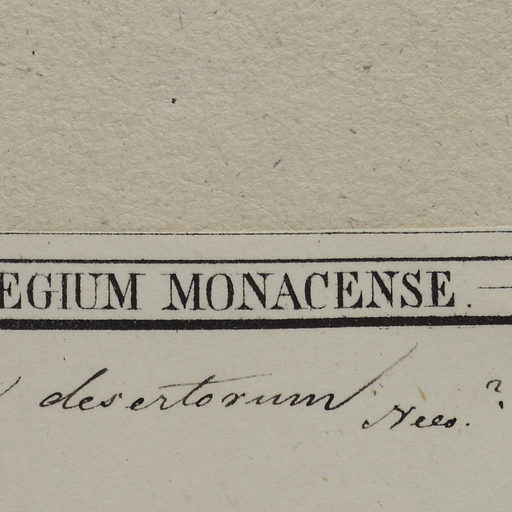 EGIUM MONACENSE. —
desertorum Nees.?